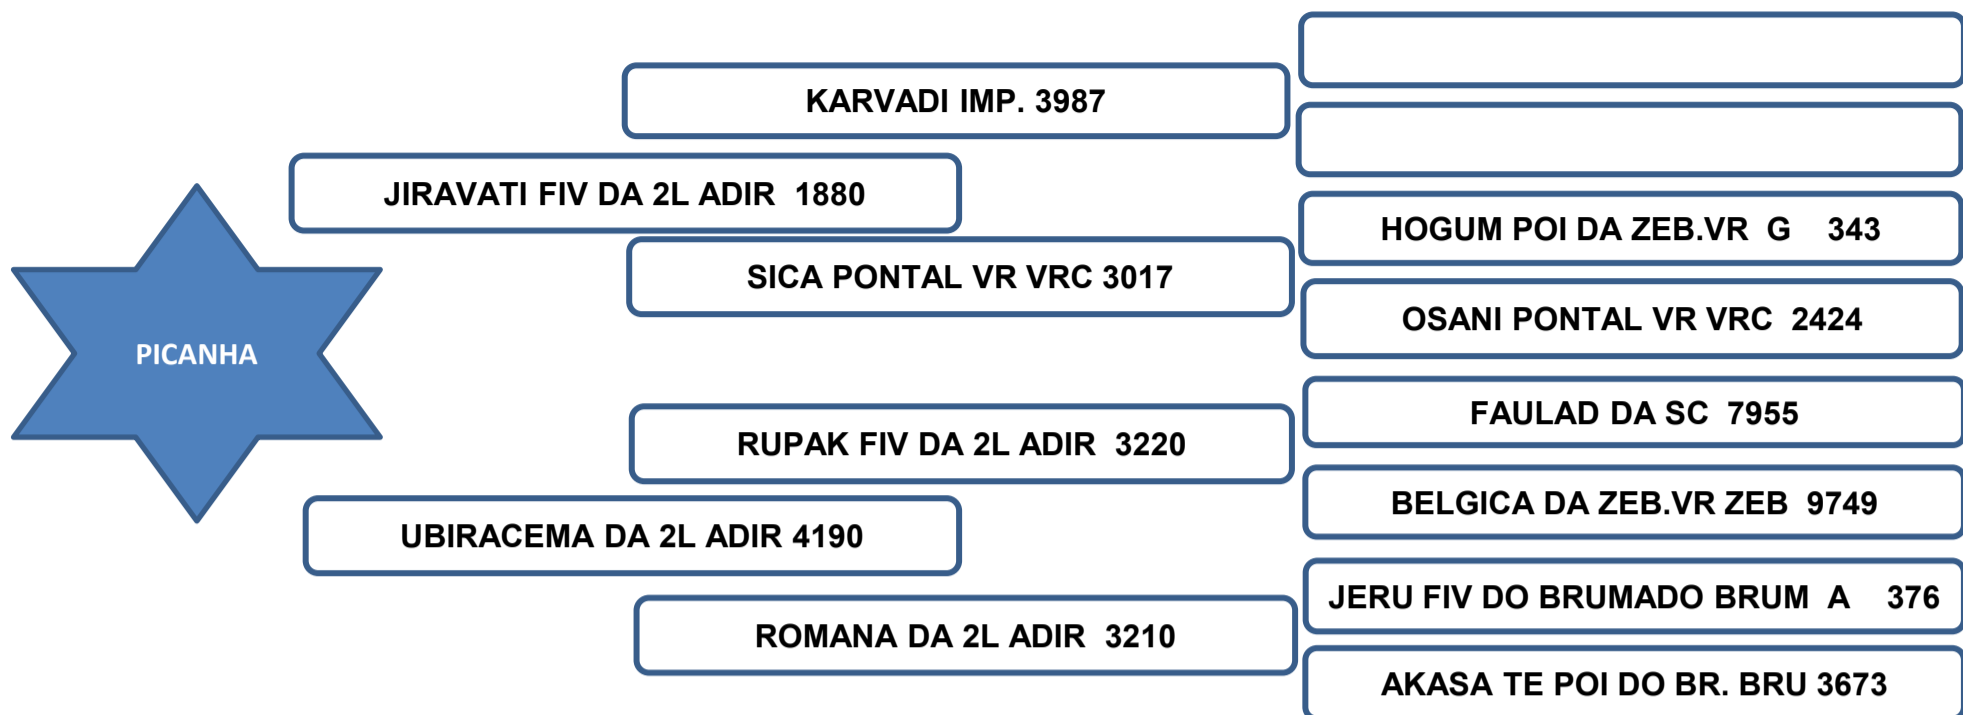 KARVADI IMP. 3987
JIRAVATI FIV DA 2L ADIR  1880
HOGUM POI DA ZEB.VR  G    343
SICA PONTAL VR VRC 3017
OSANI PONTAL VR VRC  2424
PICANHA
FAULAD DA SC  7955
RUPAK FIV DA 2L ADIR  3220
BELGICA DA ZEB.VR ZEB  9749
UBIRACEMA DA 2L ADIR 4190
JERU FIV DO BRUMADO BRUM  A    376
ROMANA DA 2L ADIR  3210
AKASA TE POI DO BR. BRU 3673